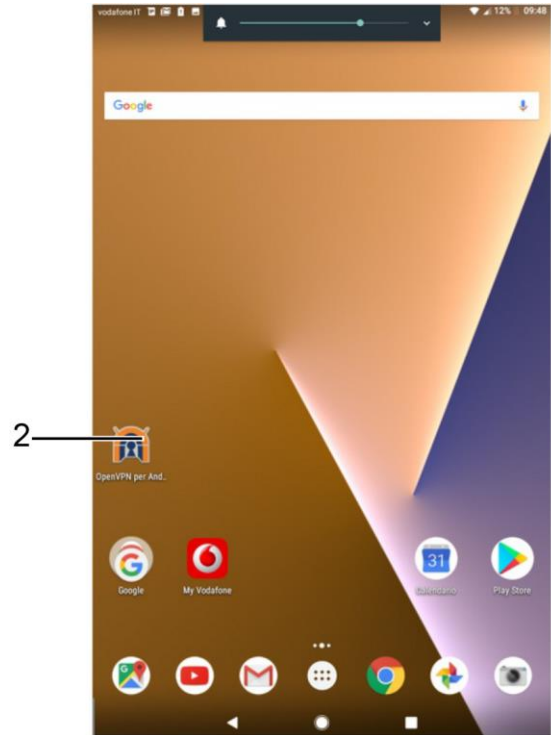 vodafone IT
12%
09:48
Google
2
OpenVPN per And..
31
Google
My Vodafone
Calendario
Play Store